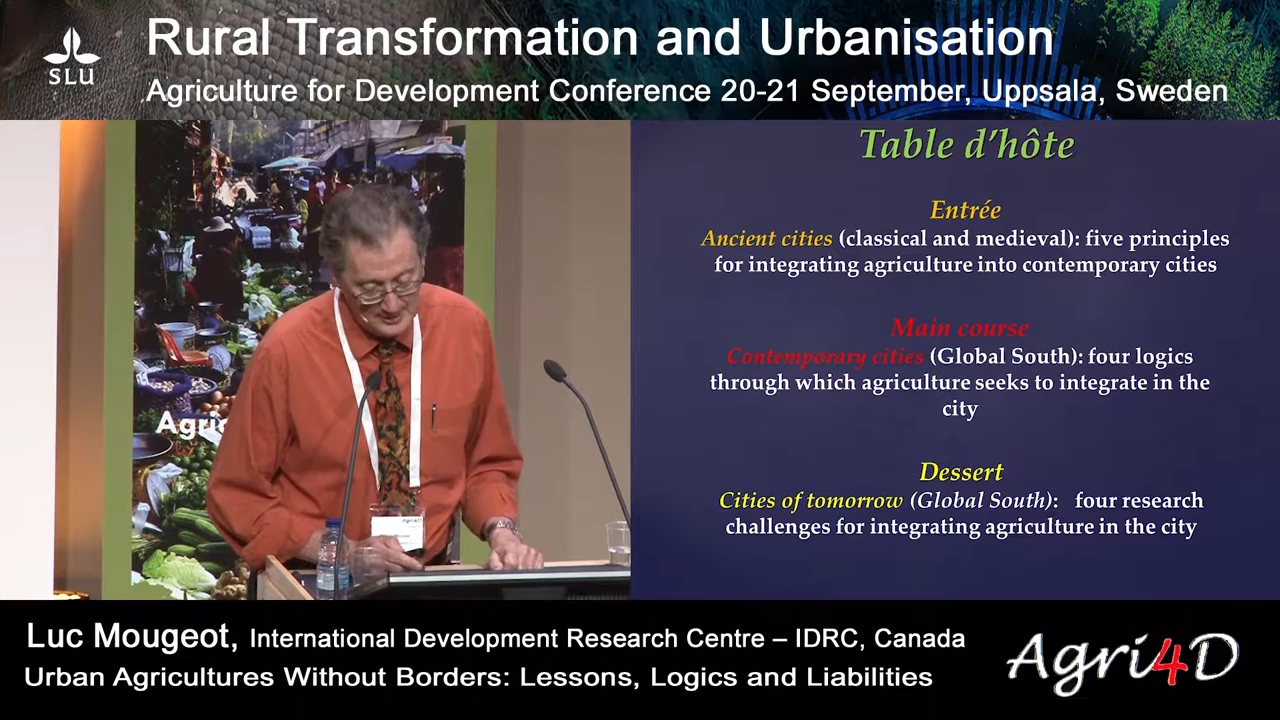 SLU
Rural Transformation and Urbanisation
Agriculture for Development Conference 20-21 September, Uppsala, Sweden
Table d'hôte
Entrée
Ancient cities (classical and medieval): five principles
for integrating agriculture into contemporary cities
Main course
Contemporary cities (Global South): four logics
through which agriculture seeks to integrate in the
city
Dessert
Cities of tomorrow (Global South): four research
challenges for integrating agriculture in the city
Agri4D
Luc Mougeot, International Development Research Centre – IDRC, Canada
Urban Agricultures Without Borders: Lessons, Logics and Liabilities
Agri4D